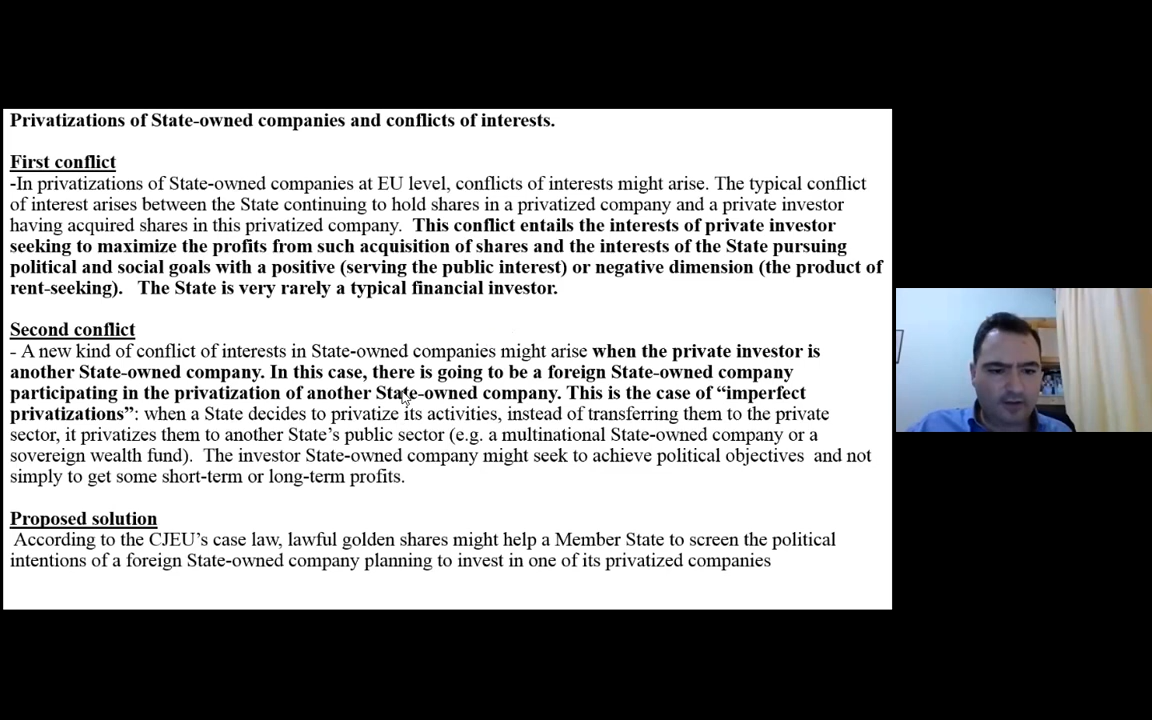 Privatizations of State-owned companies and conflicts of interests.
First conflict
-In privatizations of State-owned companies at EU level, conflicts of interests might arise. The typical conflict
of interest arises between the State continuing to hold shares in a privatized company and a private investor
having acquired shares in this privatized company.  This conflict entails the interests of private investor
seeking to maximize the profits from such acquisition of shares and the interests of the State pursuing
political and social goals with a positive (serving the public interest) or negative dimension (the product of
rent-seeking).   The State is very rarely a typical financial investor.
Second conflict
- A new kind of conflict of interests in State-owned companies might arise when the private investor is
another State-owned company. In this case, there is going to be a foreign State-owned company
participating in the privatization of another State-owned company. This is the case of “imperfect
privatizations”: when a State decides to privatize its activities, instead of transferring them to the private
sector, it privatizes them to another State’s public sector (e.g. a multinational State-owned company or a
sovereign wealth fund).  The investor State-owned company might seek to achieve political objectives  and not
simply to get some short-term or long-term profits.
Proposed solution
According to the CJEU’s case law, lawful golden shares might help a Member State to screen the political
intentions of a foreign State-owned company planning to invest in one of its privatized companies